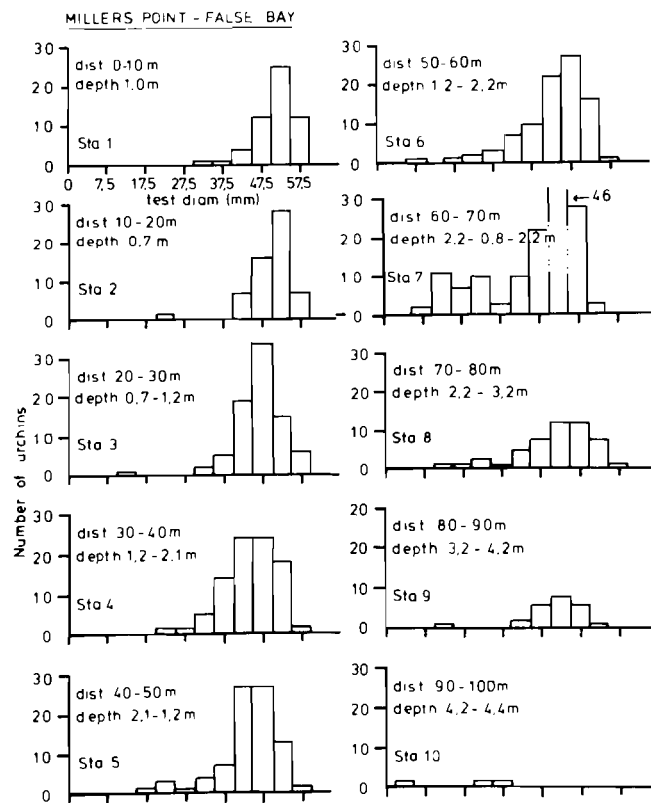 MILLERS POINT - FALSE BAY
30
20
10
0
dist 0-10m
depth 1,0m
Sta 1
0 7,5 17,5 27,5 37,5 47,5 57,5
test diam (mm)
30
20
10
0
dist 10-20m
depth 0,7m
Sta 2
30
20
10
0
dist 20-30m
depth 0,7-1,2m
Sta 3
30
20
10
0
dist 30-40m
depth 1,2-2,1m
Sta 4
30
20
10
0
dist 40-50m
depth 2,1-1,2m
Sta 5
Number of urchins
30
20
10
0
dist 50-60m
depth 1,2-2,2m
Sta 6
30
20
10
0
dist 60-70m
depth 2,2-0,8-2,2m
Sta 7
←46
30
20
10
0
dist 70-80m
depth 2,2-3,2m
Sta 8
20
10
0
dist 80-90m
depth 3,2-4,2m
Sta 9
30
20
10
0
dist 90-100m
depth 4,2-4,4m
Sta 10